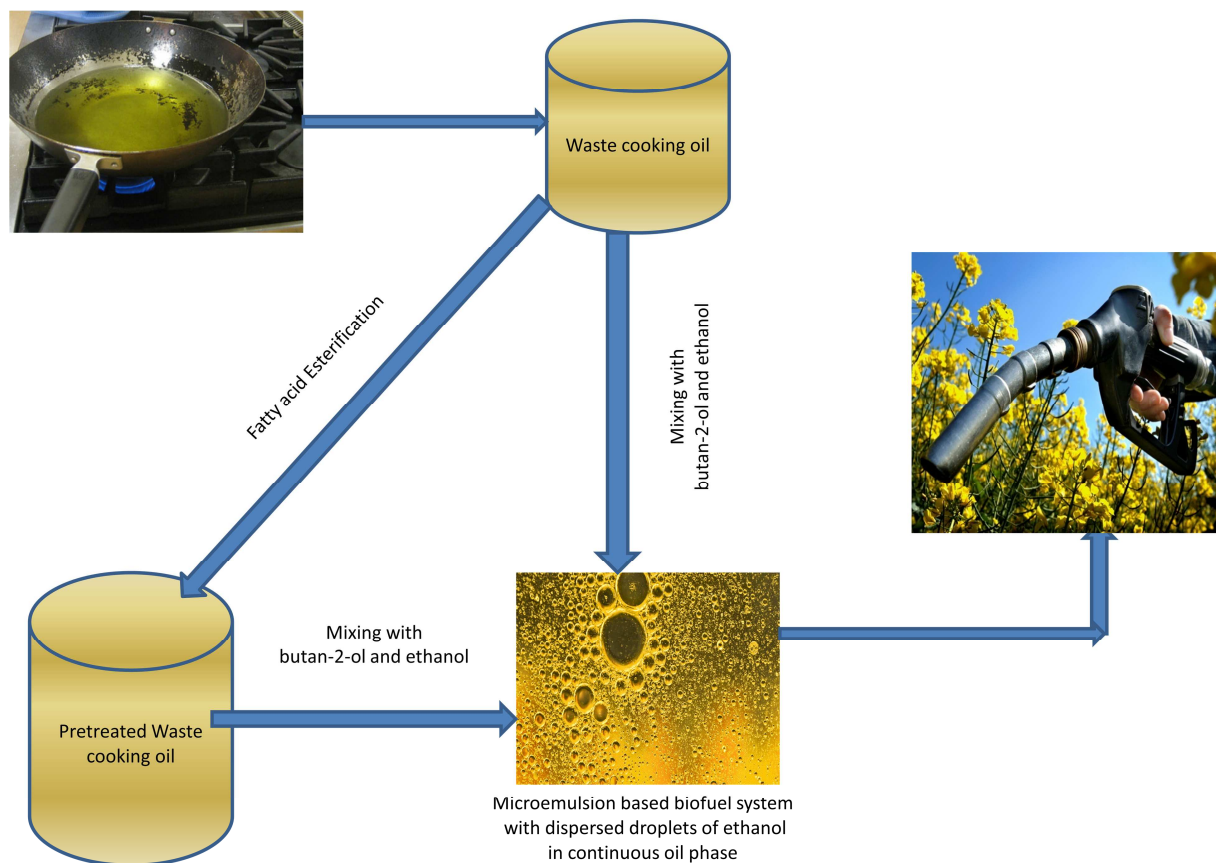 Waste cooking oil
Fatty acid Esterification
Mixing with
butan-2-ol and ethanol
Mixing with
butan-2-ol and ethanol
Pretreated Waste
cooking oil
Microemulsion based biofuel system
with dispersed droplets of ethanol
in continuous oil phase